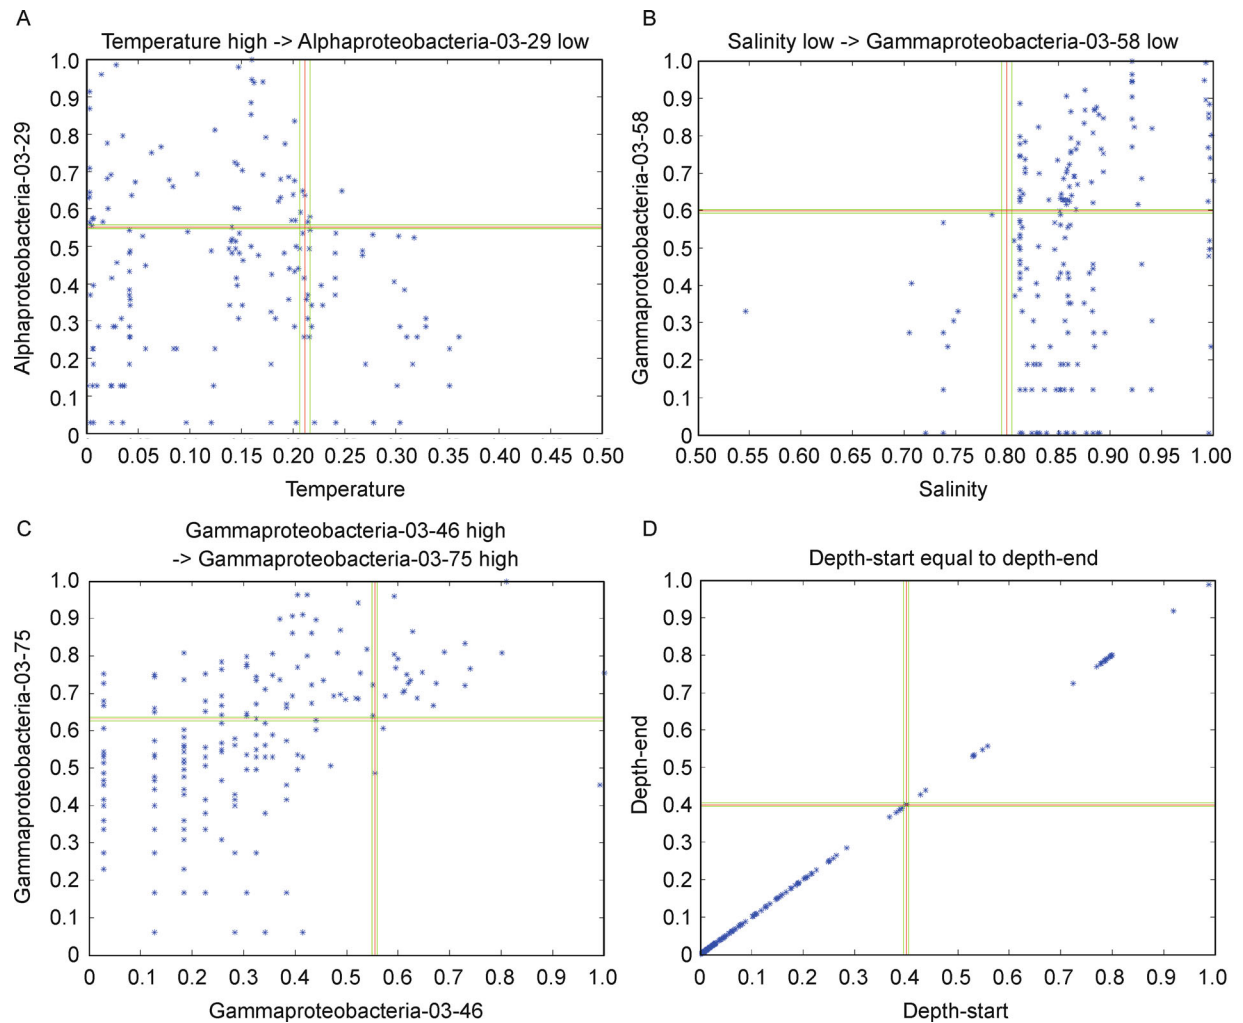 A
Temperature high -> Alphaproteobacteria-03-29 low
Alphaproteobacteria-03-29
1.0
0.9
0.8
0.7
0.6
0.5
0.4
0.3
0.2
0.1
0
0 0.05 0.10 0.15 0.20 0.25 0.30 0.35 0.40 0.45 0.50
Temperature
B
Salinity low -> Gammaproteobacteria-03-58 low
Gammaproteobacteria-03-58
1.0
0.9
0.8
0.7
0.6
0.5
0.4
0.3
0.2
0.1
0
0.50 0.55 0.60 0.65 0.70 0.75 0.80 0.85 0.90 0.95 1.00
Salinity
C
Gammaproteobacteria-03-46 high
-> Gammaproteobacteria-03-75 high
Gammaproteobacteria-03-75
1.0
0.9
0.8
0.7
0.6
0.5
0.4
0.3
0.2
0.1
0
0 0.1 0.2 0.3 0.4 0.5 0.6 0.7 0.8 0.9 1.0
Gammaproteobacteria-03-46
D
Depth-start equal to depth-end
Depth-end
1.0
0.9
0.8
0.7
0.6
0.5
0.4
0.3
0.2
0.1
0
0 0.1 0.2 0.3 0.4 0.5 0.6 0.7 0.8 0.9 1.0
Depth-start